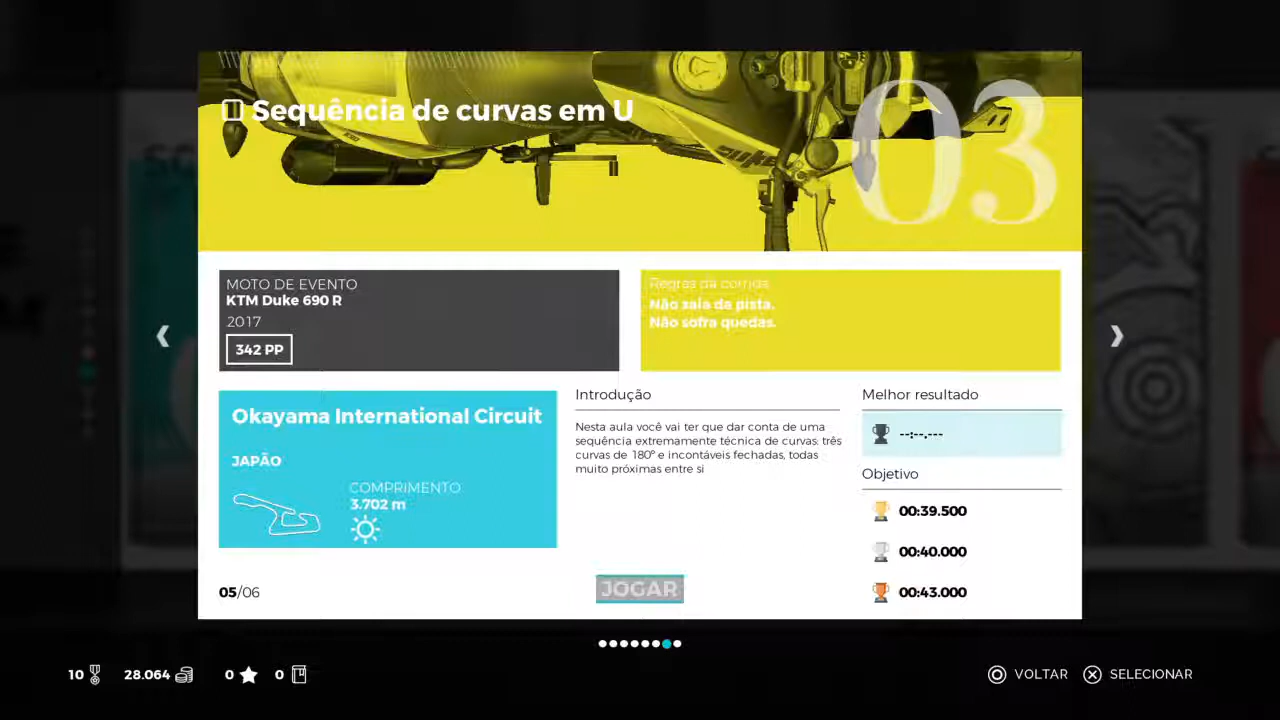 Sequência de curvas em U
03
MOTO DE EVENTO
KTM Duke 690 R
2017
342 PP
Regras da corrida
Não saia da pista.
Não sofra quedas.
Okayama International Circuit
JAPÃO
COMPRIMENTO
3.702 m
Introdução
Nesta aula você vai ter que dar conta de uma
sequência extremamente técnica de curvas: três
curvas de 180° e incontáveis fechadas, todas
muito próximas entre si
Melhor resultado
--:--.---
Objetivo
00:39.500
00:40.000
00:43.000
05/06
JOGAR
10
28.064
0
0
VOLTAR
SELECIONAR